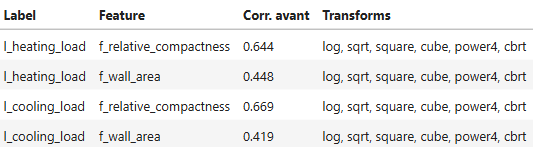 Label Feature Corr. avant Transforms
l_heating_load f_relative_compactness 0.644 log, sqrt, square, cube, power4, cbrt
l_heating_load f_wall_area 0.448 log, sqrt, square, cube, power4, cbrt
l_cooling_load f_relative_compactness 0.669 log, sqrt, square, cube, power4, cbrt
l_cooling_load f_wall_area 0.419 log, sqrt, square, cube, power4, cbrt